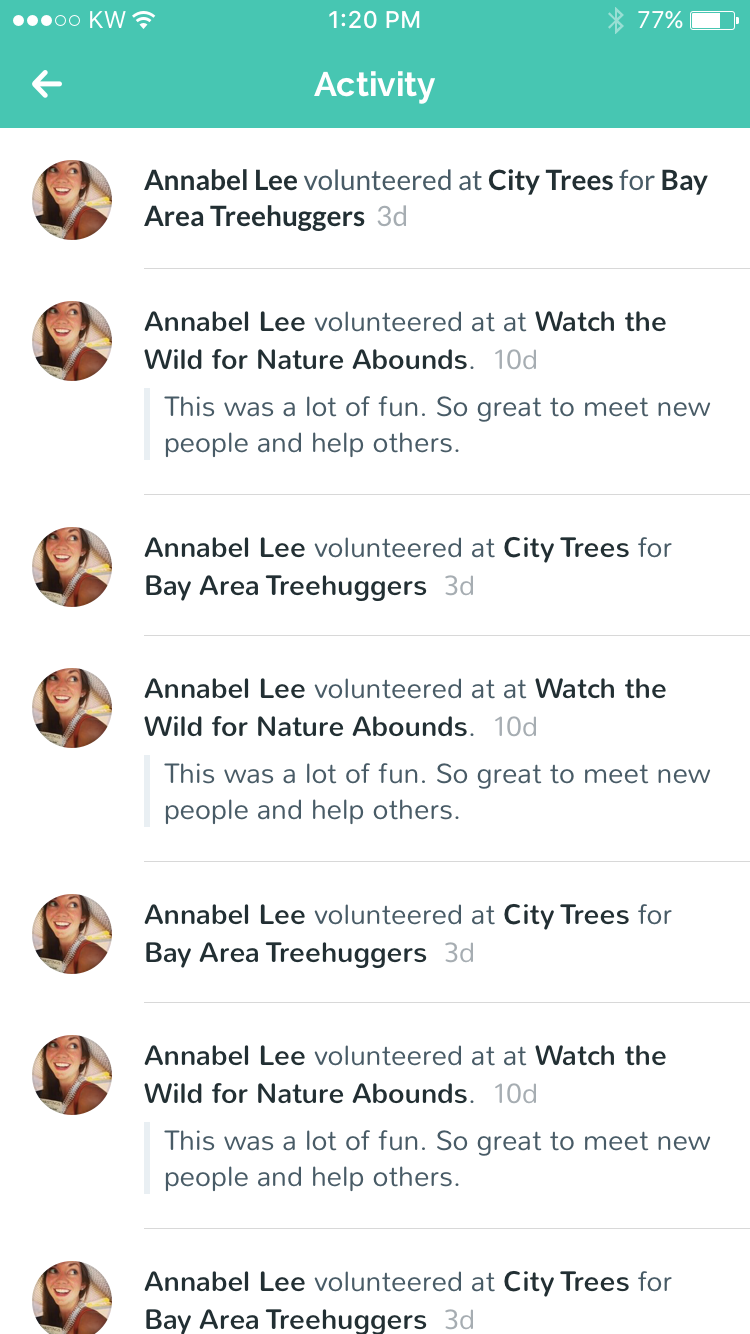 KW 1:20 PM 77%
Activity
Annabel Lee volunteered at City Trees for Bay
Area Treehuggers 3d
Annabel Lee volunteered at at Watch the
Wild for Nature Abounds. 10d
This was a lot of fun. So great to meet new
people and help others.
Annabel Lee volunteered at City Trees for
Bay Area Treehuggers 3d
Annabel Lee volunteered at at Watch the
Wild for Nature Abounds. 10d
This was a lot of fun. So great to meet new
people and help others.
Annabel Lee volunteered at City Trees for
Bay Area Treehuggers 3d
Annabel Lee volunteered at at Watch the
Wild for Nature Abounds. 10d
This was a lot of fun. So great to meet new
people and help others.
Annabel Lee volunteered at City Trees for
Bay Area Treehuggers 3d